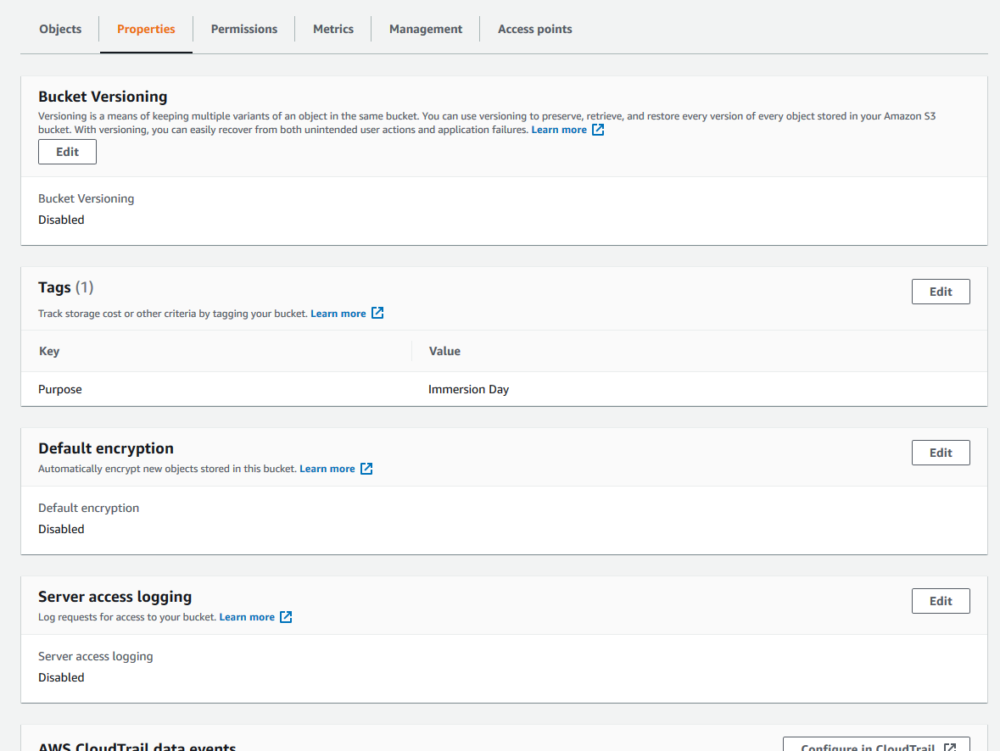 Objects Properties Permissions Metrics Management Access points
Bucket Versioning
Versioning is a means of keeping multiple variants of an object in the same bucket. You can use versioning to preserve, retrieve, and restore every version of every object stored in your Amazon S3
bucket. With versioning, you can easily recover from both unintended user actions and application failures. Learn more
Edit
Bucket Versioning
Disabled
Tags (1)
Edit
Track storage cost or other criteria by tagging your bucket. Learn more
Key Value
Purpose Immersion Day
Default encryption
Edit
Automatically encrypt new objects stored in this bucket. Learn more
Default encryption
Disabled
Server access logging
Edit
Log requests for access to your bucket. Learn more
Server access logging
Disabled
AWS CloudTrail data events
Configure in CloudTrail